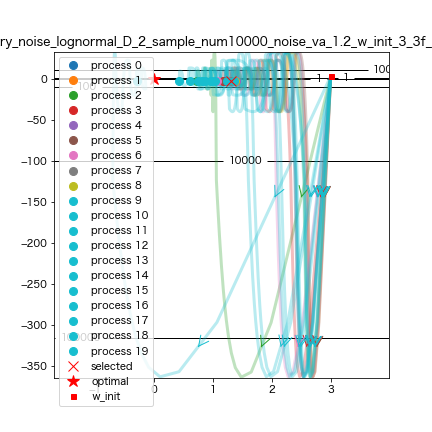 ry_noise_lognormal_D_2_sample_num10000_noise_va_1.2_w_init_3_3f_
process 0
process 1
process 2
process 3
process 4
process 5
process 6
process 7
process 8
process 9
process 10
process 11
process 12
process 13
process 14
process 15
process 16
process 17
process 18
process 19
selected
optimal
w_init
0
−50
−100
−150
−200
−250
−300
−350
10000
100
1
1
0
1
2
3